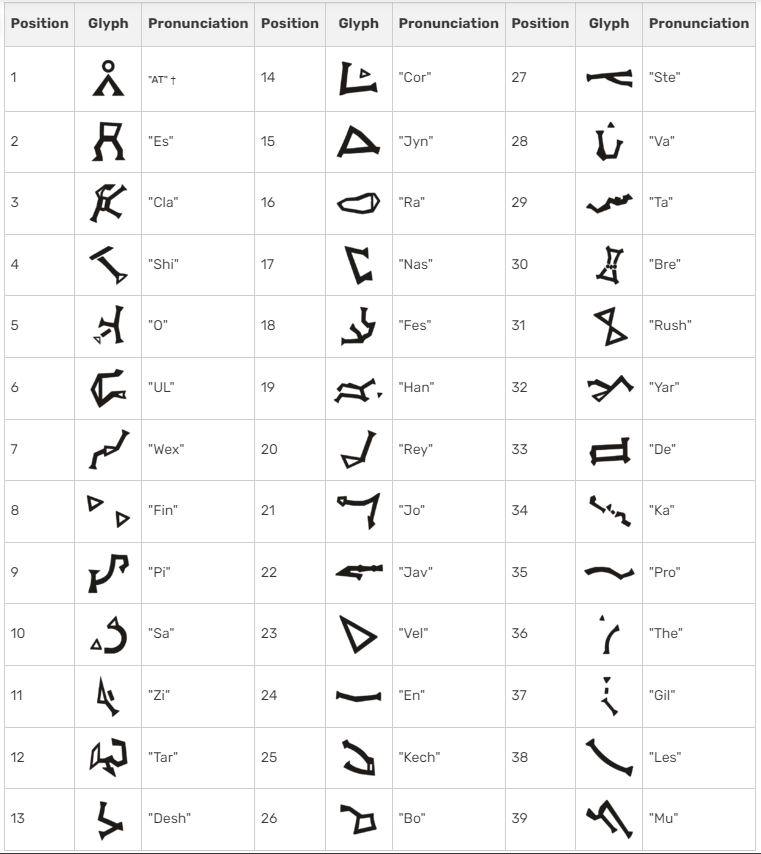 Position Glyph Pronunciation Position Glyph Pronunciation Position Glyph Pronunciation
1 "AT" † 14 "Cor" 27 "Ste"
2 "Es" 15 "Jyn" 28 "Va"
3 "Cla" 16 "Ra" 29 "Ta"
4 "Shi" 17 "Nas" 30 "Bre"
5 "O" 18 "Fes" 31 "Rush"
6 "UL" 19 "Han" 32 "Yar"
7 "Wex" 20 "Rey" 33 "De"
8 "Fin" 21 "Jo" 34 "Ka"
9 "Pi" 22 "Jav" 35 "Pro"
10 "Sa" 23 "Vel" 36 "The"
11 "Zi" 24 "En" 37 "Gil"
12 "Tar" 25 "Kech" 38 "Les"
13 "Desh" 26 "Bo" 39 "Mu"